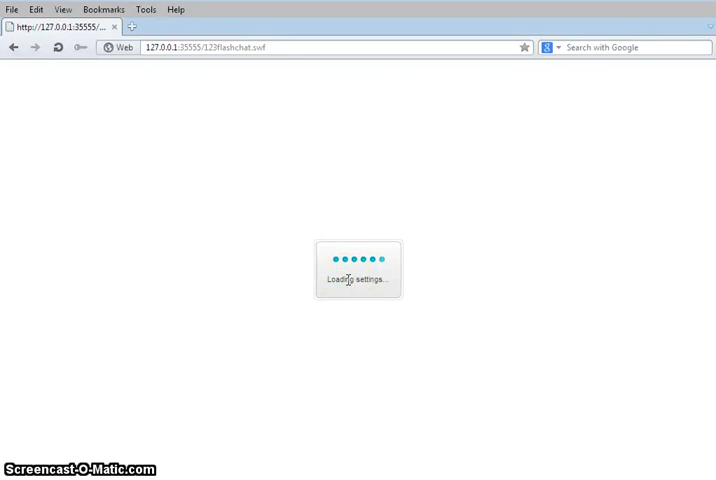 File Edit View Bookmarks Tools Help
http://127.0.0.1:35555/...
Web 127.0.0.1:35555/123flashchat.swf Search with Google
Loading settings...
Screencast-O-Matic.com